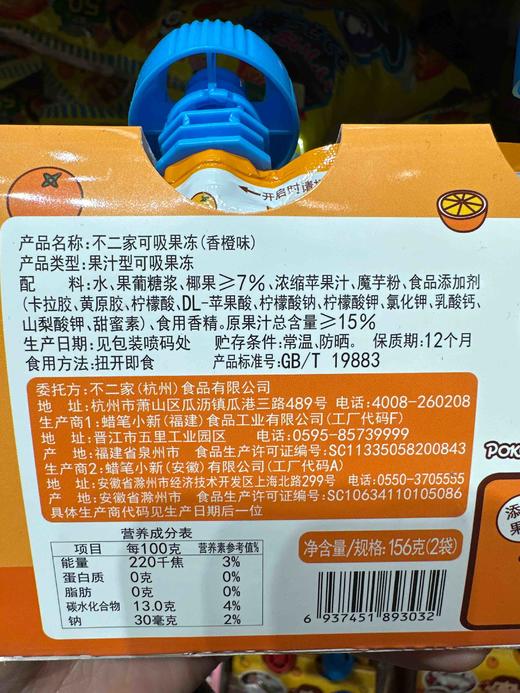 开启时请
产品名称:不二家可吸果冻(香橙味)
产品类型:果汁型可吸果冻
配 料:水、果葡糖浆、椰果≥7%、浓缩苹果汁、魔芋粉、食品添加剂
(卡拉胶、黄原胶、柠檬酸、DL-苹果酸、柠檬酸钠、柠檬酸钾、氯化钾、乳酸钙、
山梨酸钾、甜蜜素)、食用香精。原果汁总含量≥15%
生产日期:见包装喷码处 贮存条件:常温、防晒。 保质期:12个月
食用方法:扭开即食 产品标准号:GB/T 19883
委托方:不二家(杭州)食品有限公司
地 址:杭州市萧山区瓜沥镇瓜港三路489号 电话:4008-260208
生产商1:蜡笔小新(福建)食品工业有限公司(工厂代码F)
地 址:晋江市五里工业园区 电话:0595-85739999
产 地:福建省泉州市 食品生产许可证编号:SC11335058200843
生产商2:蜡笔小新(安徽)有限公司(工厂代码A)
地 址:安徽省滁州市经济技术开发区上海北路299号 电话:0550-3705555
产 地:安徽省滁州市 食品生产许可证编号:SC10634110105086
具体生产商代码见生产日期后一位
营养成分表
项目 每100克 营养素参考值%
能量 220千焦 3%
蛋白质 0克 0%
脂肪 0克 0%
碳水化合物 13.0克 4%
钠 30毫克 2%
净含量/规格:156克(2袋)
6 937451 893032
POK
添
果